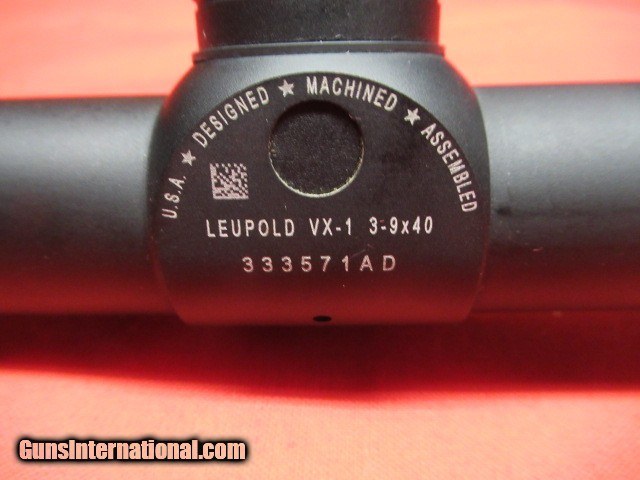 U.S.A. ★ DESIGNED ★ MACHINED ★ ASSEMBLED
LEUPOLD VX-1 3-9x40
333571AD
GunsInternational.com